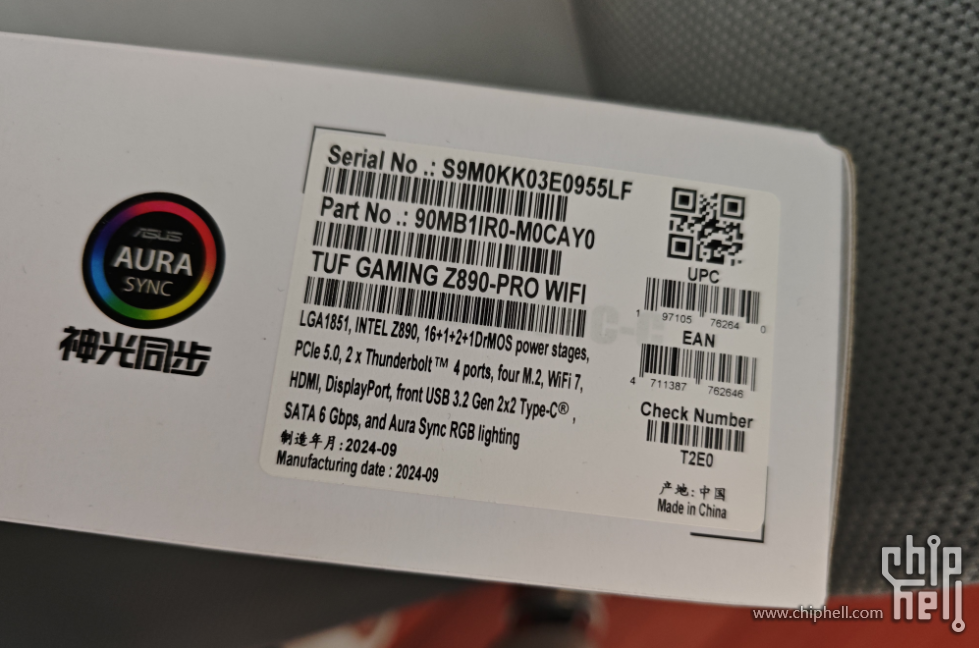 ASUS
AURA
SYNC
神光同步
Serial No .: S9M0KK03E0955LF
Part No .: 90MB1IR0-M0CAY0
TUF GAMING Z890-PRO WIFI
LGA1851, INTEL Z890, 16+1+2+1DrMOS power stages,
PCIe 5.0, 2 x Thunderbolt™ 4 ports, four M.2, WiFi 7,
HDMI, DisplayPort, front USB 3.2 Gen 2x2 Type-C® ,
SATA 6 Gbps, and Aura Sync RGB lighting
制造年月:2024-09
Manufacturing date : 2024-09
UPC
1 97105 76264 0
EAN
4 711387 762646
Check Number
T2E0
产地: 中国
Made in China
chip
hell
www.chiphell.com